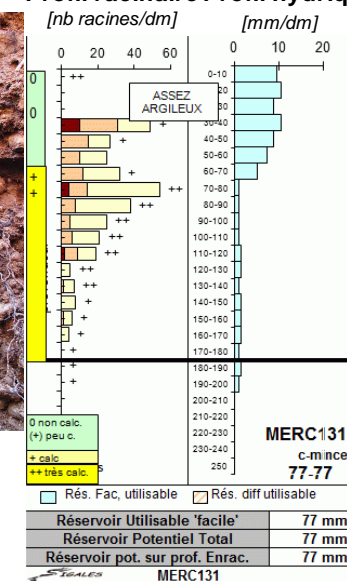 [nb racines/dm] [mm/dm]
0 20 40 60 0 10 20
0 ++ 0-10
ASSEZ
ARGILEUX
0
+ 30-40
+ 40-50
50-60
+ + 60-70
+ ++ 70-80
++ 80-90
++ 90-100
++ 100-110
++ 110-120
++ 120-130
++ 130-140
+ 140-150
+ 150-160
+ 160-170
+ 170-180
+ 180-190
+ 190-200
200-210
210-220
0 non calc.
(+) peu c.
220-230
MERC131
230-240
c-mince
+ calc
250
77-77
++ très calc.
Rés. Fac, utilisable Rés. diff utilisable
Réservoir Utilisable 'facile' 77 mm
Réservoir Potentiel Total 77 mm
Réservoir pot. sur prof. Enrac. 77 mm
SIGALES MERC131